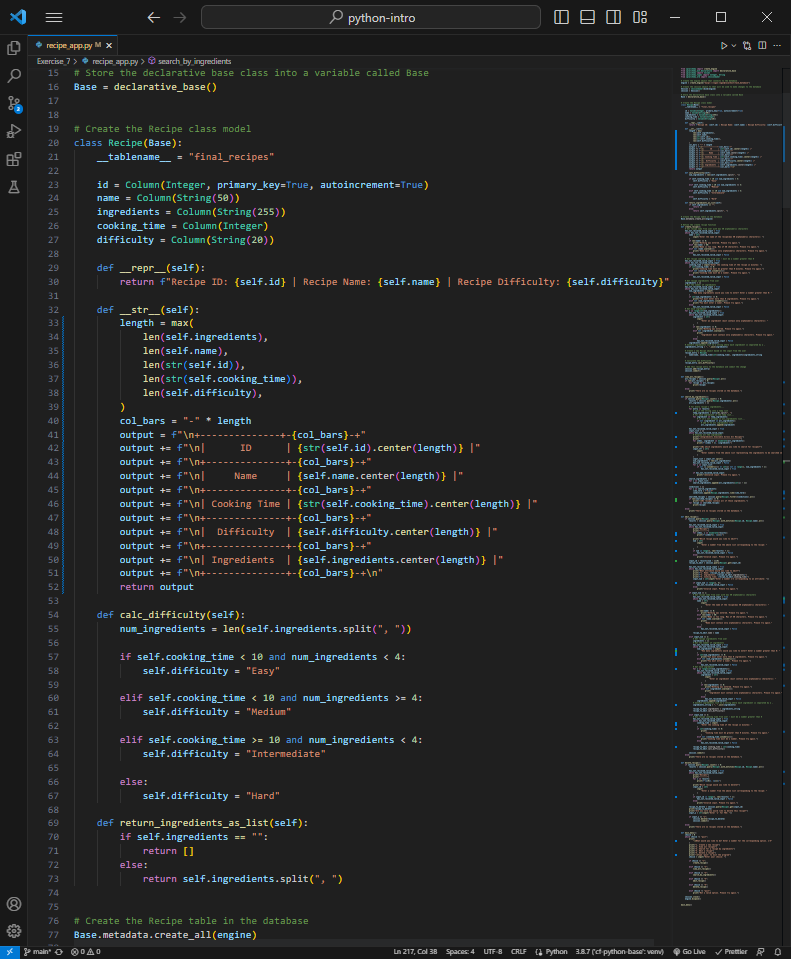 python-intro
recipe_app.py M
Exercise_7 > recipe_app.py > search_by_ingredients
15 # Store the declarative base class into a variable called Base
16 Base = declarative_base()
17
18
19 # Create the Recipe class model
20 class Recipe(Base):
21     __tablename__ = "final_recipes"
22
23     id = Column(Integer, primary_key=True, autoincrement=True)
24     name = Column(String(50))
25     ingredients = Column(String(255))
26     cooking_time = Column(Integer)
27     difficulty = Column(String(20))
28
29     def __repr__(self):
30         return f"Recipe ID: {self.id} | Recipe Name: {self.name} | Recipe Difficulty: {self.difficulty}"
31
32     def __str__(self):
33         length = max(
34             len(self.ingredients),
35             len(self.name),
36             len(str(self.id)),
37             len(str(self.cooking_time)),
38             len(self.difficulty),
39         )
40         col_bars = "-" * length
41         output = f"\n+--------------+-{col_bars}-+"
42         output += f"\n|      ID      | {str(self.id).center(length)} |"
43         output += f"\n+--------------+-{col_bars}-+"
44         output += f"\n|     Name     | {self.name.center(length)} |"
45         output += f"\n+--------------+-{col_bars}-+"
46         output += f"\n| Cooking Time | {str(self.cooking_time).center(length)} |"
47         output += f"\n+--------------+-{col_bars}-+"
48         output += f"\n|  Difficulty  | {self.difficulty.center(length)} |"
49         output += f"\n+--------------+-{col_bars}-+"
50         output += f"\n| Ingredients  | {self.ingredients.center(length)} |"
51         output += f"\n+--------------+-{col_bars}-+\n"
52         return output
53
54     def calc_difficulty(self):
55         num_ingredients = len(self.ingredients.split(", "))
56
57         if self.cooking_time < 10 and num_ingredients < 4:
58             self.difficulty = "Easy"
59
60         elif self.cooking_time < 10 and num_ingredients >= 4:
61             self.difficulty = "Medium"
62
63         elif self.cooking_time >= 10 and num_ingredients < 4:
64             self.difficulty = "Intermediate"
65
66         else:
67             self.difficulty = "Hard"
68
69     def return_ingredients_as_list(self):
70         if self.ingredients == "":
71             return []
72         else:
73             return self.ingredients.split(", ")
74
75
76 # Create the Recipe table in the database
77 Base.metadata.create_all(engine)
main* 0 0 Ln 217, Col 38 Spaces: 4 UTF-8 CRLF Python 3.8.7 ('cf-python-base': venv) Go Live Prettier